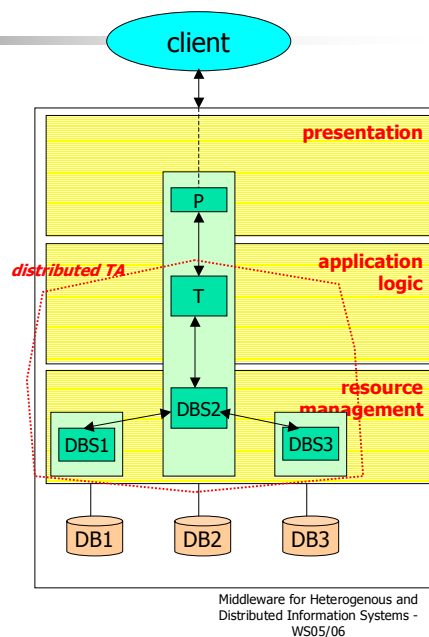 client
presentation
P
distributed TA
application
logic
T
resource
management
DBS2
DBS1
DBS3
DB1
DB2
DB3
Middleware for Heterogenous and
Distributed Information Systems -
WS05/06